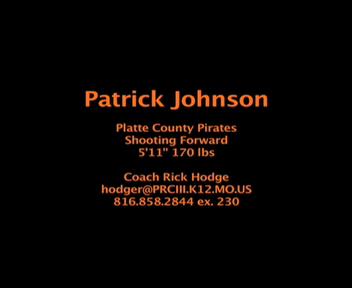 Patrick Johnson
Platte County Pirates
Shooting Forward
5'11" 170 lbs
Coach Rick Hodge
hodger@PRCIII.K12.MO.US
816.858.2844 ex. 230